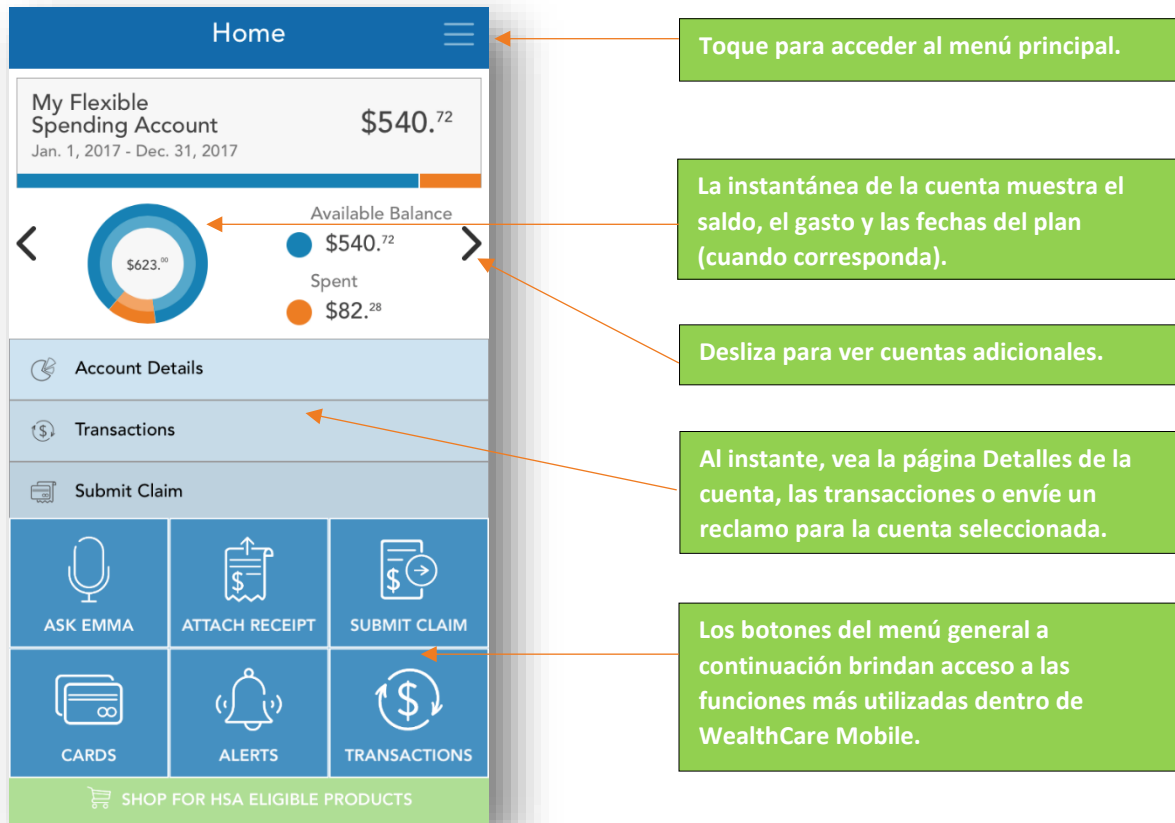 Home
My Flexible
Spending Account
$540.72
Jan. 1, 2017 - Dec. 31, 2017
Available Balance
$540.72
$623.00
Spent
$82.28
Account Details
Transactions
Submit Claim
ASK EMMA
ATTACH RECEIPT
SUBMIT CLAIM
CARDS
ALERTS
TRANSACTIONS
SHOP FOR HSA ELIGIBLE PRODUCTS
Toque para acceder al menú principal.
La instantánea de la cuenta muestra el
saldo, el gasto y las fechas del plan
(cuando corresponda).
Desliza para ver cuentas adicionales.
Al instante, vea la página Detalles de la
cuenta, las transacciones o envíe un
reclamo para la cuenta seleccionada.
Los botones del menú general a
continuación brindan acceso a las
funciones más utilizadas dentro de
WealthCare Mobile.